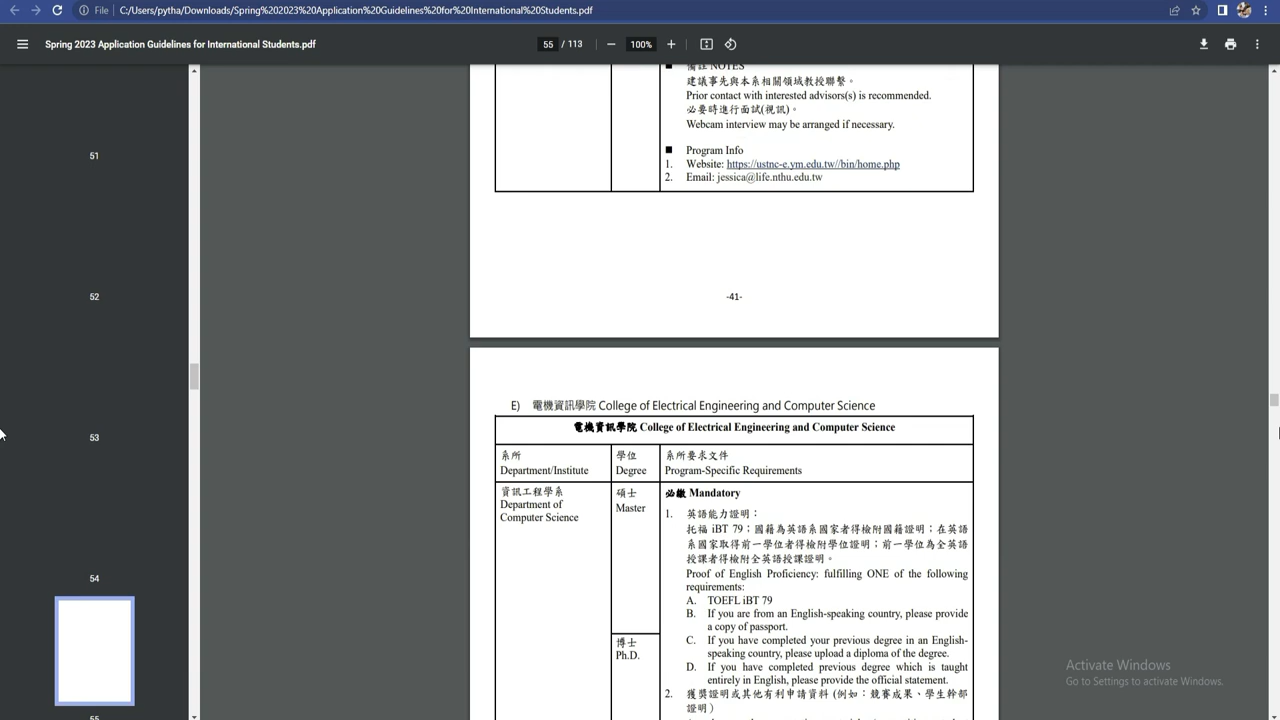 File
C:/Users/pytha/Downloads/Spring%202023%20Application%20Guidelines%20for%20International%20Students.pdf
Spring 2023 Application Guidelines for International Students.pdf
55 / 113
100%
51
52
53
54
55
備註 NOTES
建議事先與本系相關領域教授聯繫。
Prior contact with interested advisors(s) is recommended.
必要時進行面試(視訊)。
Webcam interview may be arranged if necessary.
■ Program Info
1. Website: https://ustnc-e.ym.edu.tw//bin/home.php
2. Email: jessica@life.nthu.edu.tw
-41-
E) 電機資訊學院 College of Electrical Engineering and Computer Science
電機資訊學院 College of Electrical Engineering and Computer Science
系所
Department/Institute
學位
Degree
系所要求文件
Program-Specific Requirements
資訊工程學系
Department of
Computer Science
碩士
Master
博士
Ph.D.
必繳 Mandatory
1. 英語能力證明：
托福 iBT 79；國籍為英語系國家者得檢附國籍證明；在英語
系國家取得前一學位者得檢附學位證明；前一學位為全英語
授課者得檢附全英語授課證明。
Proof of English Proficiency: fulfilling ONE of the following
requirements:
A. TOEFL iBT 79
B. If you are from an English-speaking country, please provide
a copy of passport.
C. If you have completed your previous degree in an English-
speaking country, please upload a diploma of the degree.
D. If you have completed previous degree which is taught
entirely in English, please provide the official statement.
2. 獲獎證明或其他有利申請資料 (例如：競賽成果、學生幹部
證明）
Activate Windows
Go to Settings to activate Windows.